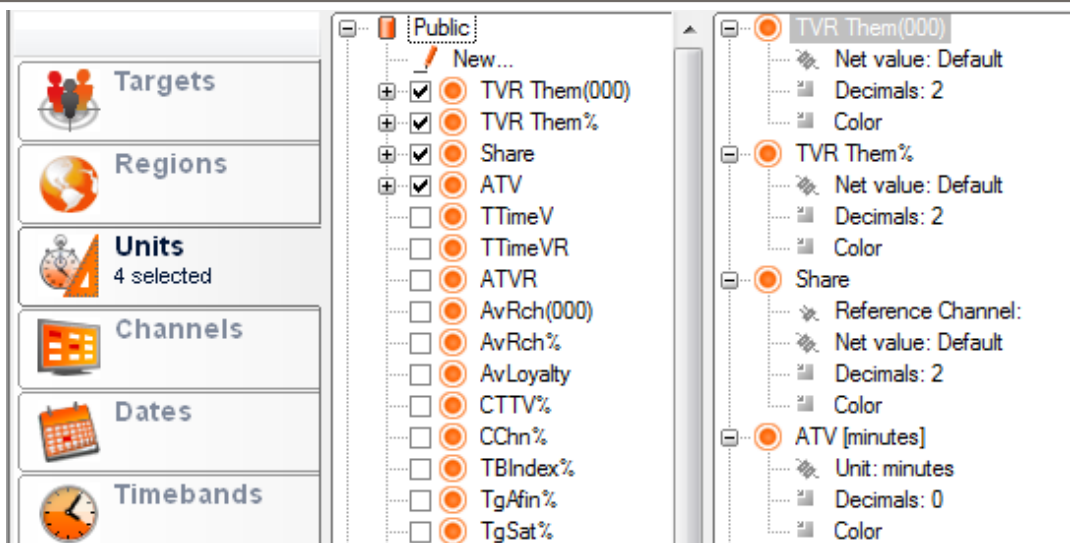 Targets
Regions
Units
4 selected
Channels
Dates
Timebands
Public
New...
TVR Them(000)
TVR Them%
Share
ATV
TTimeV
TTimeVR
ATVR
AvRch(000)
AvRch%
AvLoyalty
CTTV%
CChn%
TBIndex%
TgAfin%
TgSat%
TVR Them(000)
Net value: Default
Decimals: 2
Color
TVR Them%
Net value: Default
Decimals: 2
Color
Share
Reference Channel:
Net value: Default
Decimals: 2
Color
ATV [minutes]
Unit: minutes
Decimals: 0
Color